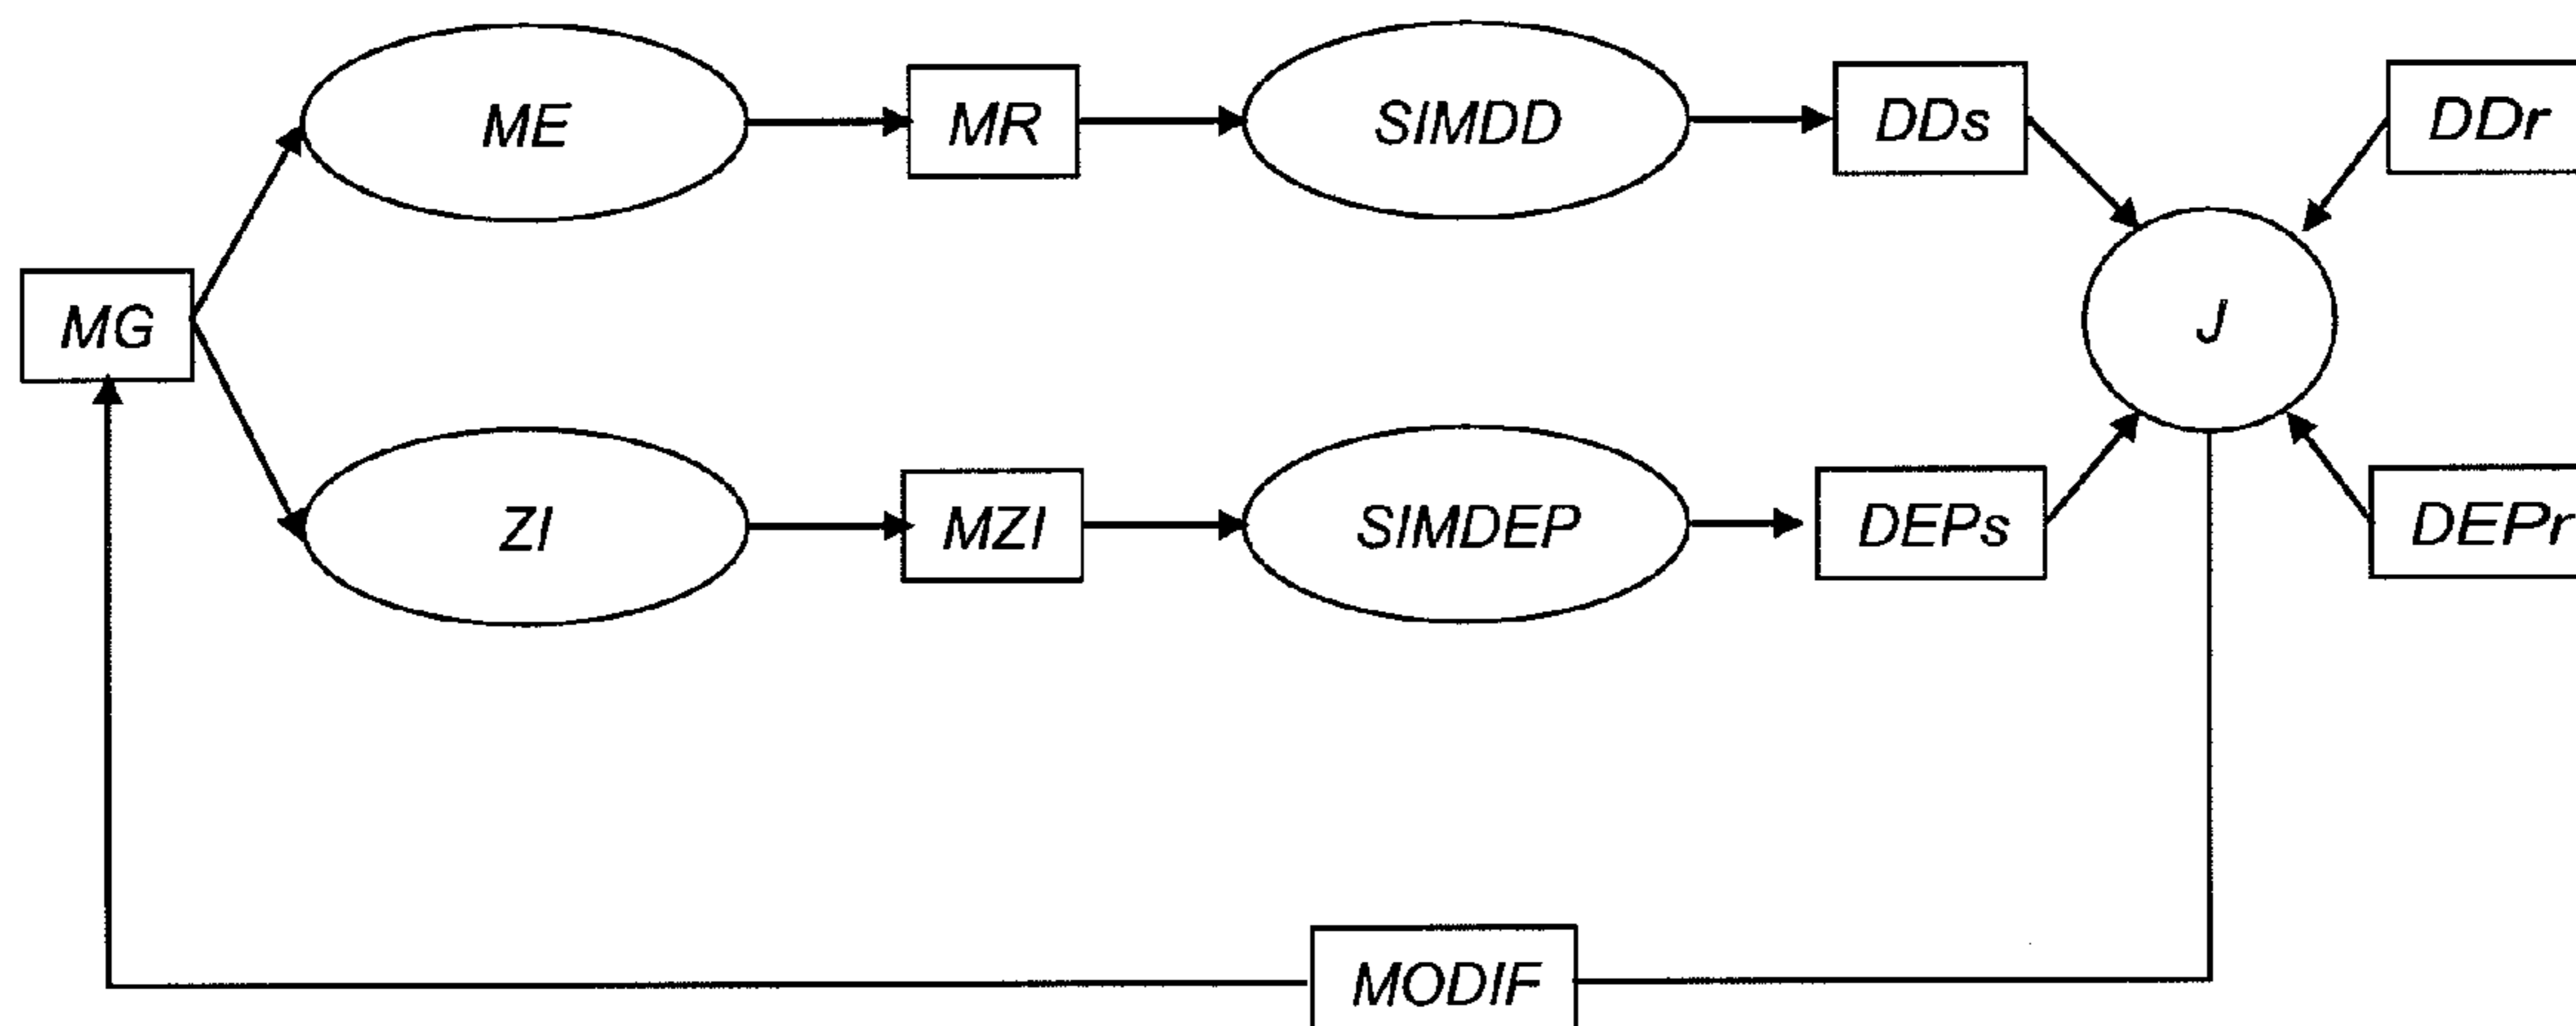 ME
MR
SIMDD
DDs
DDr
MG
J
ZI
MZI
SIMDEP
DEPs
DEPr
MODIF